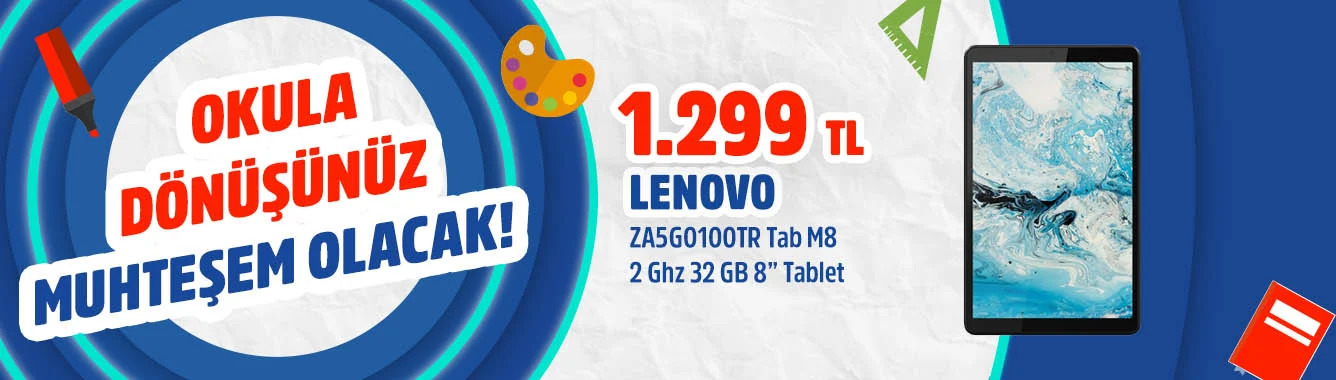 OKULA
DÖNÜŞÜNÜZ
MUHTEŞEM OLACAK!
1.299 TL
LENOVO
ZA5G0100TR Tab M8
2 Ghz 32 GB 8” Tablet